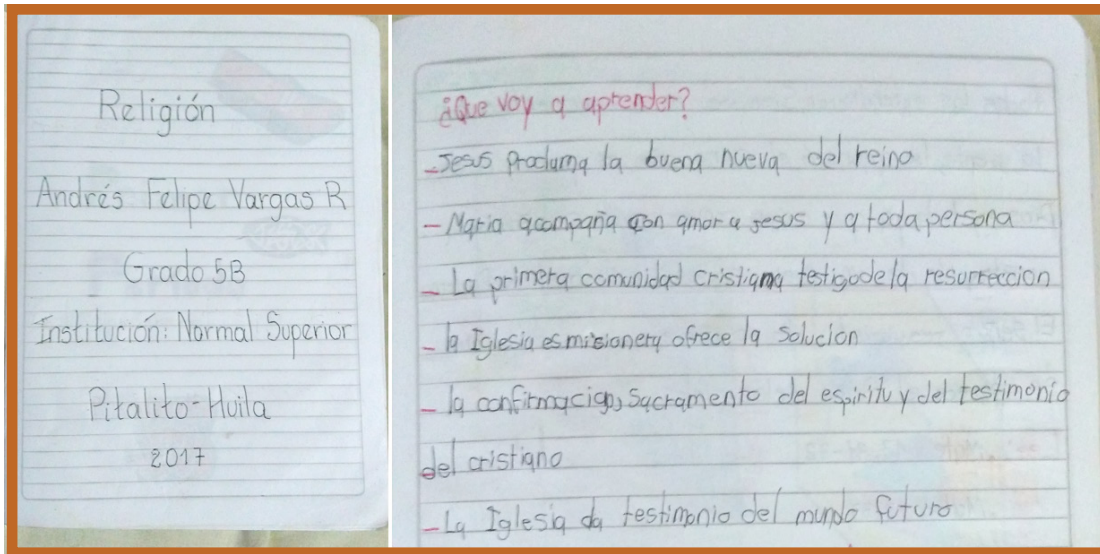 Religión
Andrés Felipe Vargas R
Grado 5B
Institución: Normal Superior
Pitalito-Huila
2017
¿Que voy a aprender?
-Jesus proclama la buena nueva del reino
- Maria acompaña con amor a jesus y a toda persona
- La primera comunidad cristiana testigo de la resurreccion
- la Iglesia es misionera y ofrece la solucion
- la confirmacion, Sacramento del espiritu y del testimonio
del cristiano
- La Iglesia da testimonio del mundo futuro